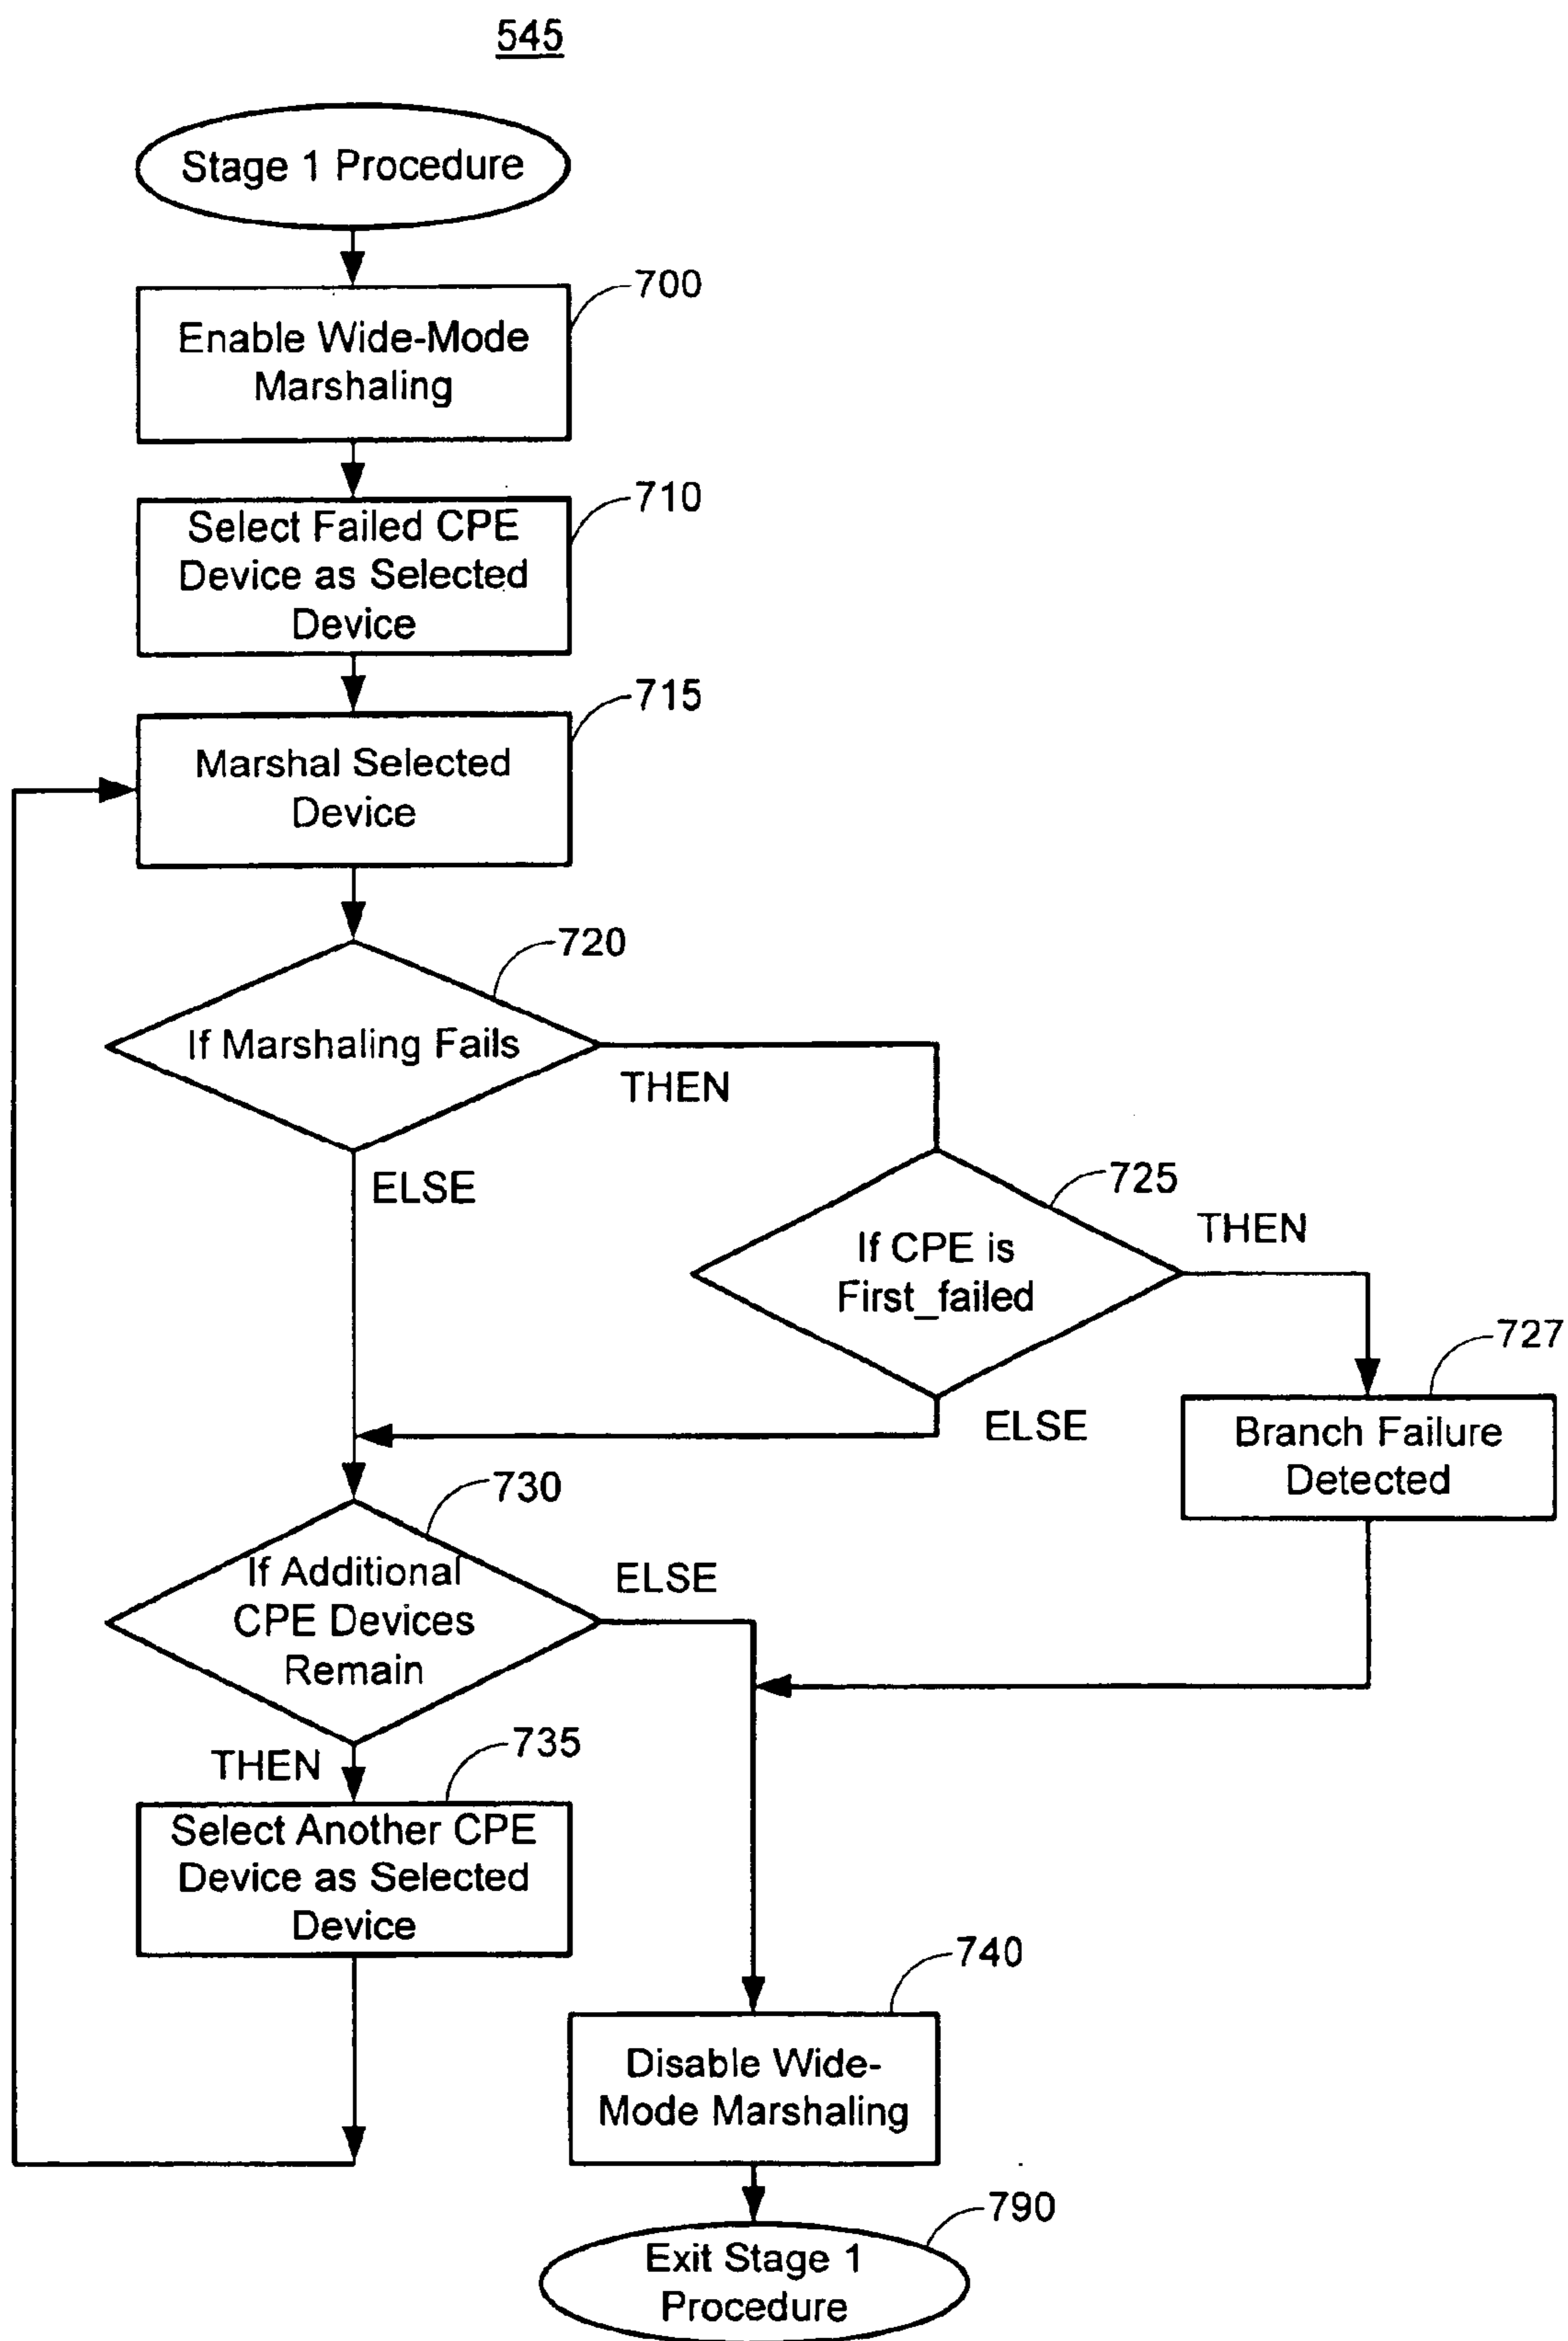 545
Stage 1 Procedure
700
Enable Wide-Mode
Marshaling
710
Select Failed CPE
Device as Selected
Device
715
Marshal Selected
Device
720
If Marshaling Fails
THEN
ELSE
725
If CPE is
First_failed
THEN
ELSE
727
Branch Failure
Detected
730
If Additional
CPE Devices
Remain
ELSE
THEN
735
Select Another CPE
Device as Selected
Device
740
Disable Wide-
Mode Marshaling
790
Exit Stage 1
Procedure